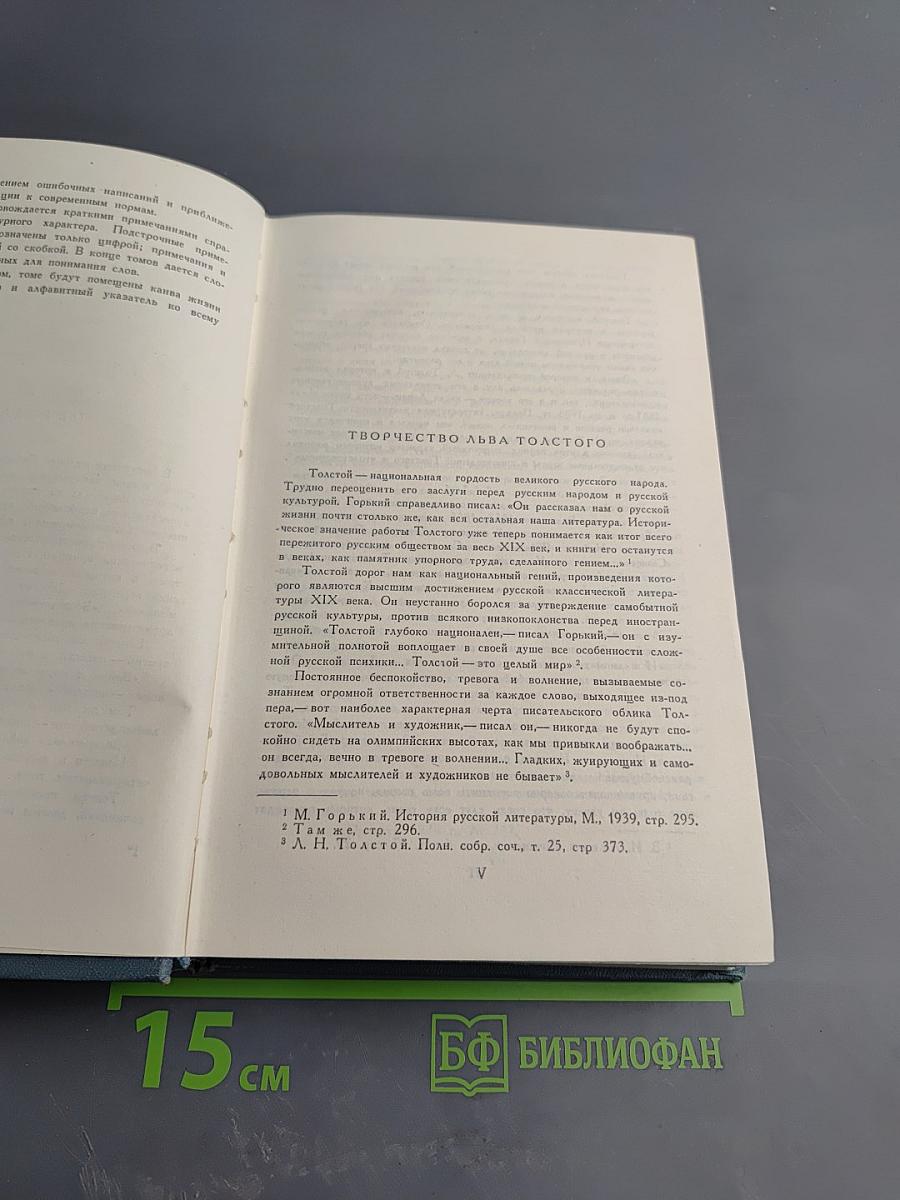 ением ошибочных написаний и приближе-
ции к современным нормам.
овождается краткими примечаниями спра-
урного характера. Подстрочные приме-
означены только цифрой; примечания и
й со скобкой. В конце томов дается сло-
ных для понимания слов.
ом, томе будут помещены канва жизни
и алфавитный указатель ко всему
ТВОРЧЕСТВО ЛЬВА ТОЛСТОГО
Толстой — национальная гордость великого русского народа.
Трудно переоценить его заслуги перед русским народом и русской
культурой. Горький справедливо писал: «Он рассказал нам о русской
жизни почти столько же, как вся остальная наша литература. Истори-
ческое значение работы Толстого уже теперь понимается как итог всего
пережитого русским обществом за весь XIX век, и книги его останутся
в веках, как памятник упорного труда, сделанного гением...» ¹
Толстой дорог нам как национальный гений, произведения кото-
рого являются высшим достижением русской классической литера-
туры XIX века. Он неустанно боролся за утверждение самобытной
русской культуры, против всякого низкопоклонства перед иностран-
щиной. «Толстой глубоко национален,— писал Горький,— он с изу-
мительной полнотой воплощает в своей душе все особенности слож-
ной русской психики... Толстой — это целый мир» ².
Постоянное беспокойство, тревога и волнение, вызываемые со-
знанием огромной ответственности за каждое слово, выходящее из-под
пера,— вот наиболее характерная черта писательского облика Тол-
стого. «Мыслитель и художник,— писал он,— никогда не будут спо-
койно сидеть на олимпийских высотах, как мы привыкли воображать...
он всегда, вечно в тревоге и волнении... Гладких, жуирующих и само-
довольных мыслителей и художников не бывает» ³.
¹ М. Горький. История русской литературы, М., 1939, стр. 295.
² Там же, стр. 296.
³ Л. Н. Толстой. Полн. собр. соч., т. 25, стр 373.
V
15 см
БФ БИБЛИОФАН